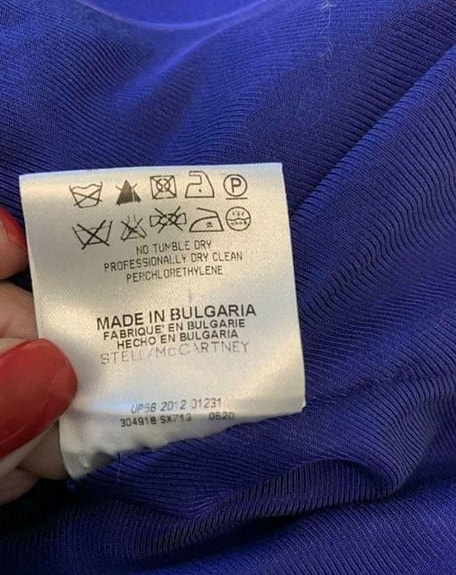 P
NO TUMBLE DRY
PROFESSIONALLY DRY CLEAN
PERCHLORETHYLENE
MADE IN BULGARIA
FABRIQUE' EN BULGARIE
HECHO EN BULGARIA
STELLA McCARTNEY
2012 01231
304918 SX713 0520